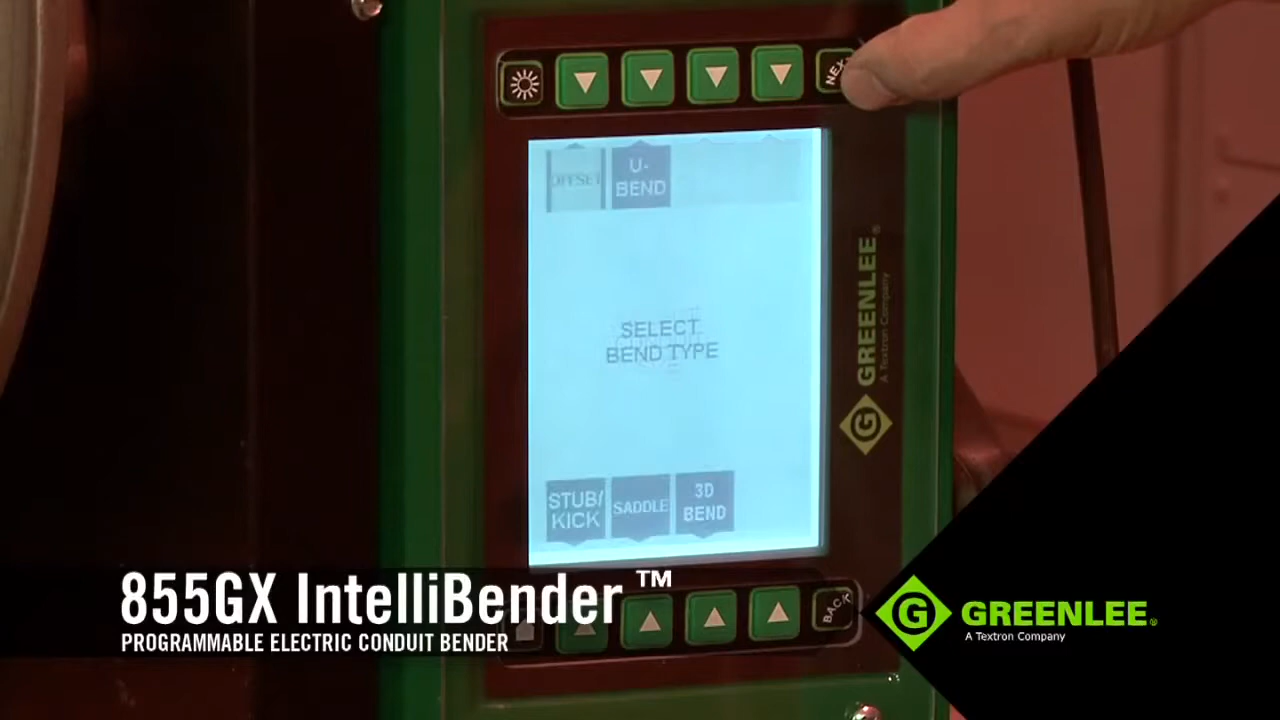 NEXT
OFFSET
U-
BEND
SELECT
BEND TYPE
GREENLEE®
A Textron Company
G
STUB/
KICK
SADDLE
3D
BEND
BACK
855GX IntelliBender™
PROGRAMMABLE ELECTRIC CONDUIT BENDER
G
GREENLEE®
A Textron Company